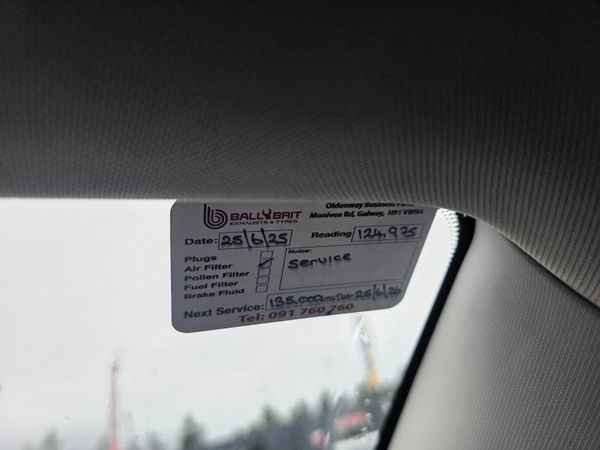 BALLYBRIT
EXHAUSTS & TYRES
Oldenway Business Park,
Monivea Rd, Galway, H91 VW84
Date: 25/6/25 Reading 124,975
Plugs
Air Filter ✓
Pollen Filter
Fuel Filter
Brake Fluid
Notes:
Service
Next Service: 135,000 kms/Date: 25/6/26
Tel: 091 760 760